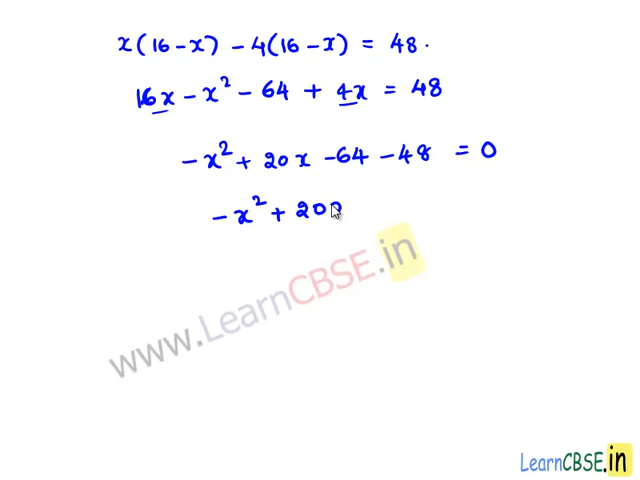 x(16-x) - 4(16-x) = 48.
16x - x² - 64 + 4x = 48
-x² + 20x - 64 - 48 = 0
-x² + 20
www.LearnCBSE.in
LearnCBSE.in